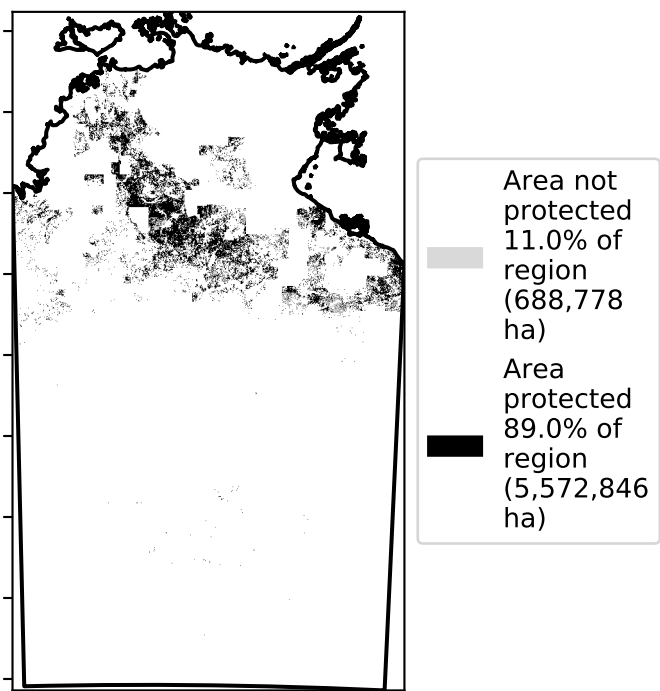 Area not
protected
11.0% of
region
(688,778
ha)
Area
protected
89.0% of
region
(5,572,846
ha)